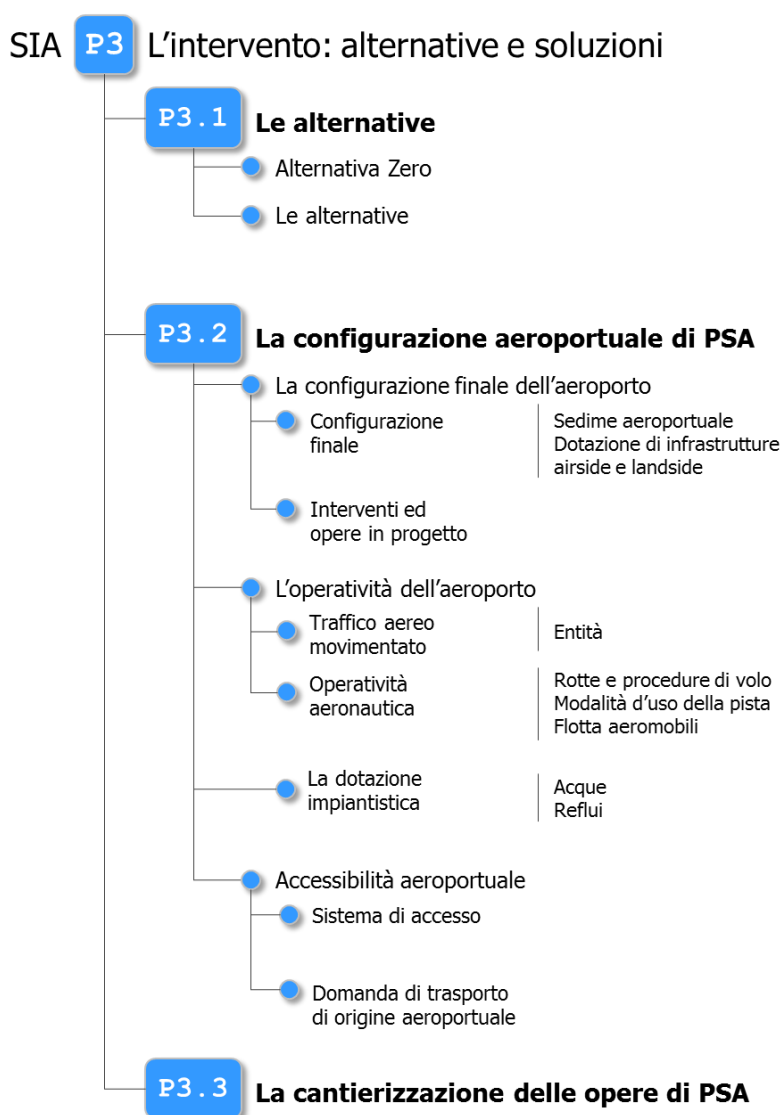 SIA P3 L'intervento: alternative e soluzioni
P3.1 Le alternative
Alternativa Zero
Le alternative
P3.2 La configurazione aeroportuale di PSA
La configurazione finale dell'aeroporto
Configurazione
finale
Sedime aeroportuale
Dotazione di infrastrutture
airside e landside
Interventi ed
opere in progetto
L'operatività dell'aeroporto
Traffico aereo
movimentato
Entità
Operatività
aeronautica
Rotte e procedure di volo
Modalità d'uso della pista
Flotta aeromobili
La dotazione
impiantistica
Acque
Reflui
Accessibilità aeroportuale
Sistema di accesso
Domanda di trasporto
di origine aeroportuale
P3.3 La cantierizzazione delle opere di PSA